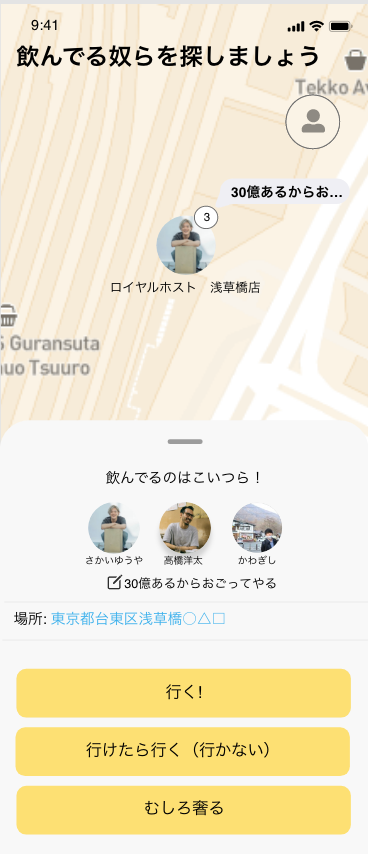 9:41
飲んでる奴らを探しましょう
Tekko Av
30億あるからお…
3
ロイヤルホスト　浅草橋店
S Guransuta
nuo Tsuuro
飲んでるのはこいつら！
さかいゆうや
高橋洋太
かわぎし
30億あるからおごってやる
場所: 東京都台東区浅草橋○△□
行く!
行けたら行く（行かない）
むしろ奢る